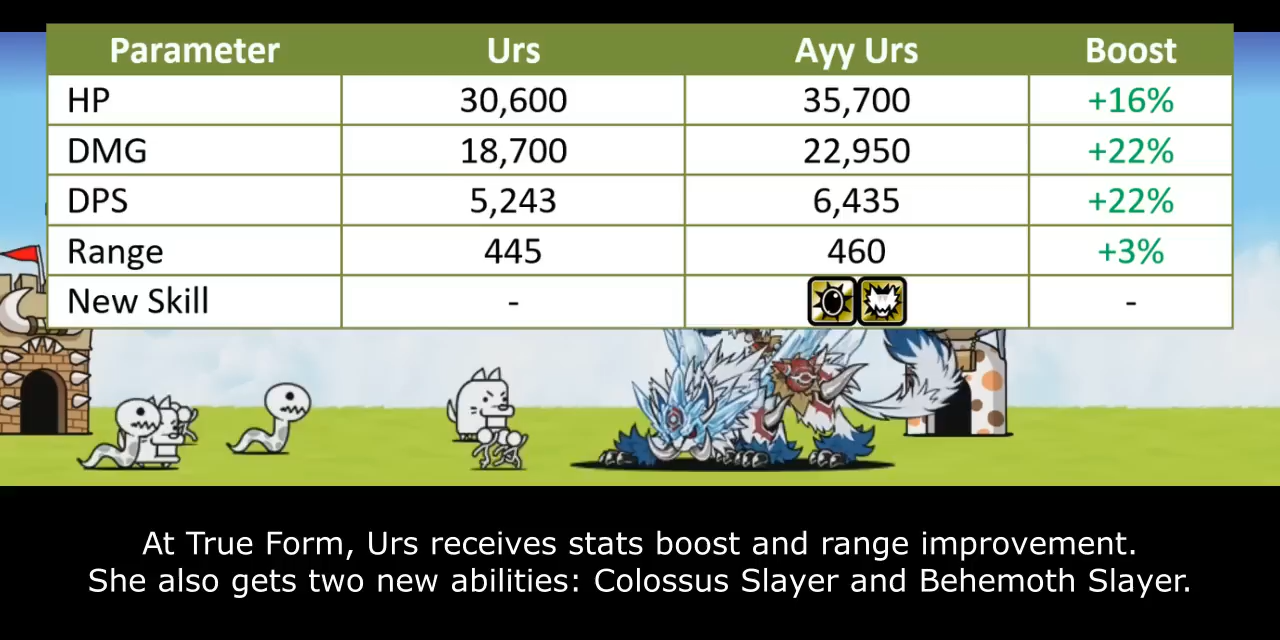 Parameter Urs Ayy Urs Boost
HP 30,600 35,700 +16%
DMG 18,700 22,950 +22%
DPS 5,243 6,435 +22%
Range 445 460 +3%
New Skill - -
At True Form, Urs receives stats boost and range improvement.
She also gets two new abilities: Colossus Slayer and Behemoth Slayer.